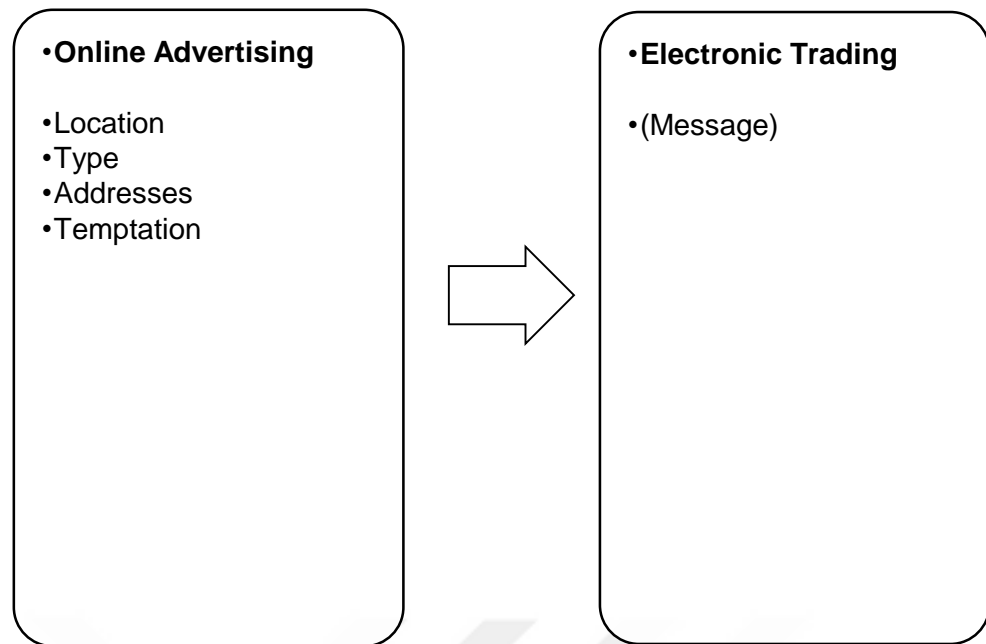 •Online Advertising
•Location
•Type
•Addresses
•Temptation
•Electronic Trading
•(Message)